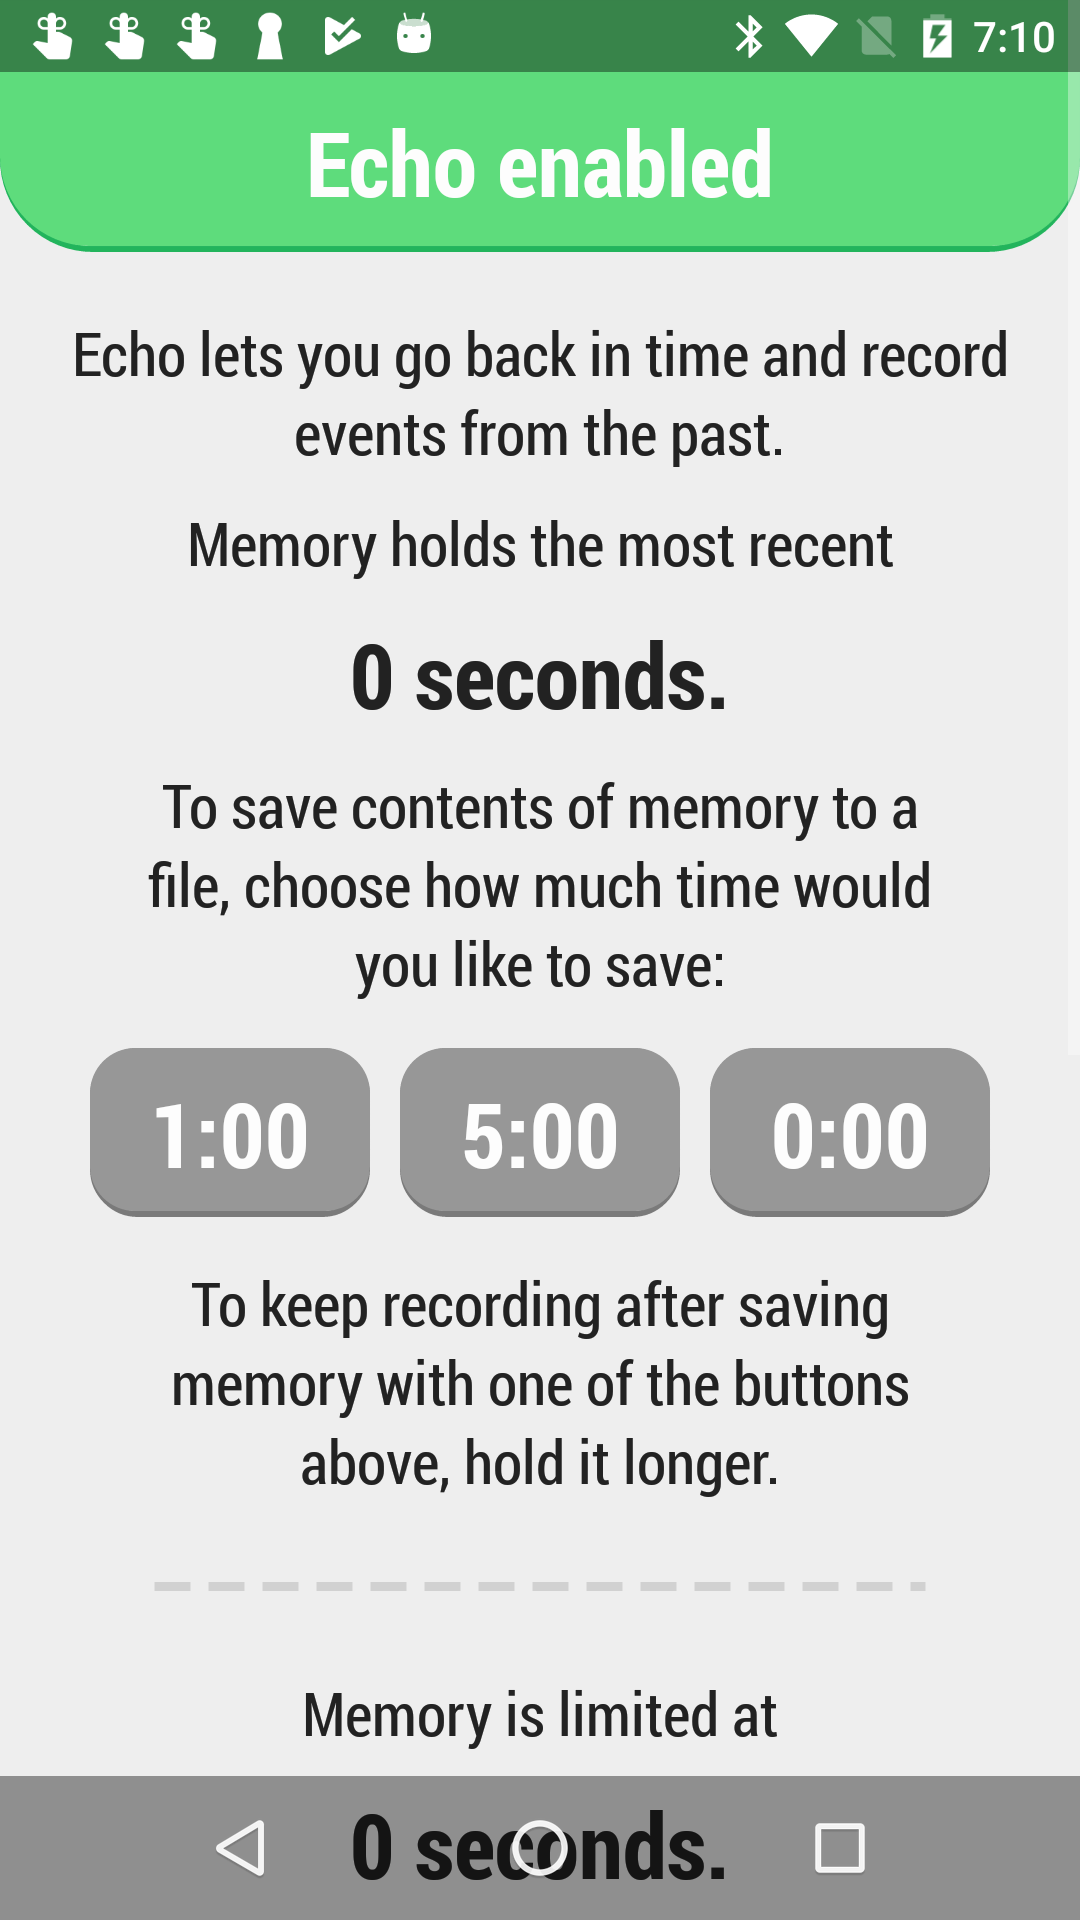 7:10
Echo enabled
Echo lets you go back in time and record
events from the past.
Memory holds the most recent
0 seconds.
To save contents of memory to a
file, choose how much time would
you like to save:
1:00 5:00 0:00
To keep recording after saving
memory with one of the buttons
above, hold it longer.
Memory is limited at
0 seconds.